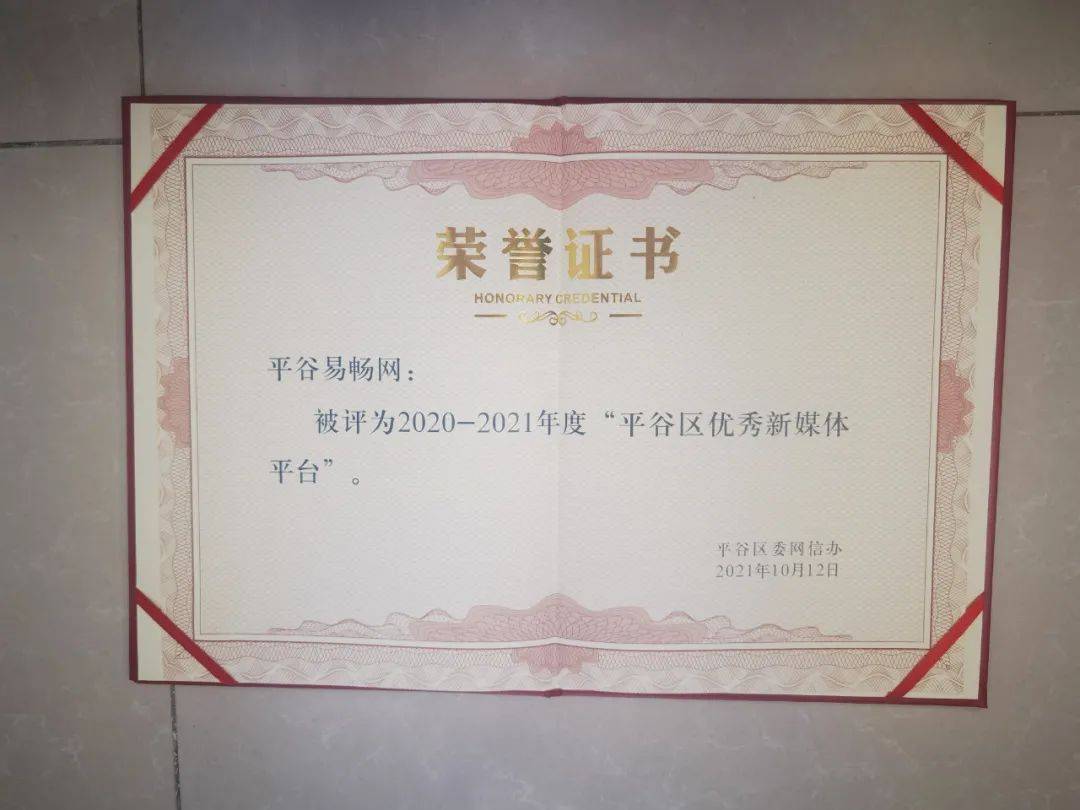 荣誉证书
HONORARY CREDENTIAL
平谷易畅网：
被评为2020—2021年度“平谷区优秀新媒体
平台”。
平谷区委网信办
2021年10月12日